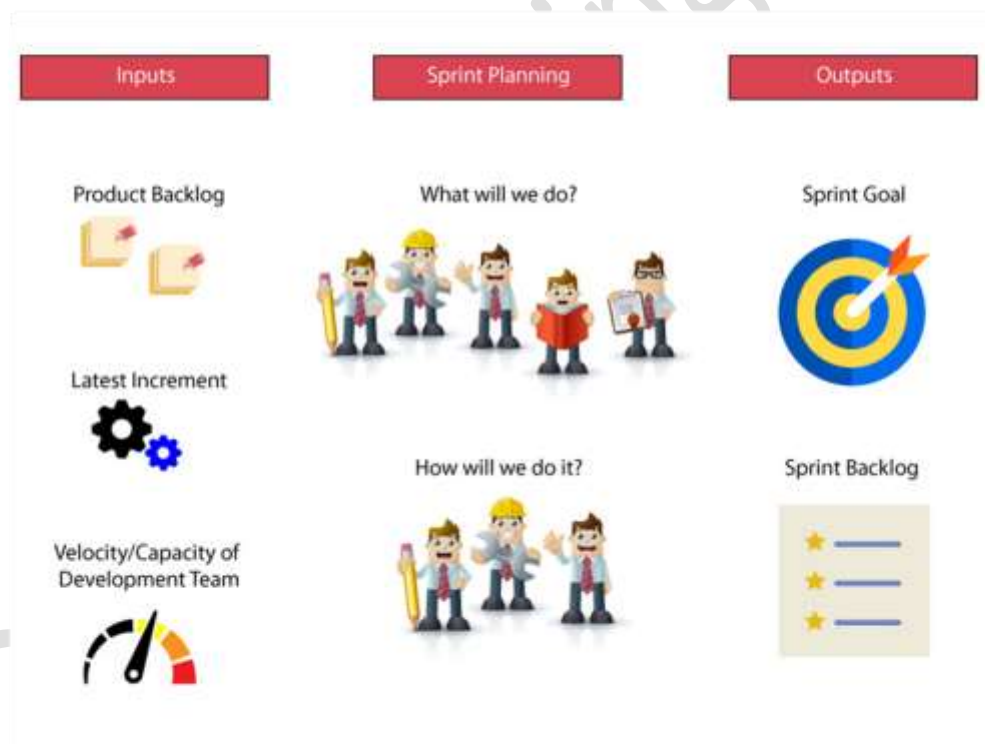 Inputs
Sprint Planning
Outputs
Product Backlog
What will we do?
Sprint Goal
Latest Increment
How will we do it?
Sprint Backlog
Velocity/Capacity of
Development Team